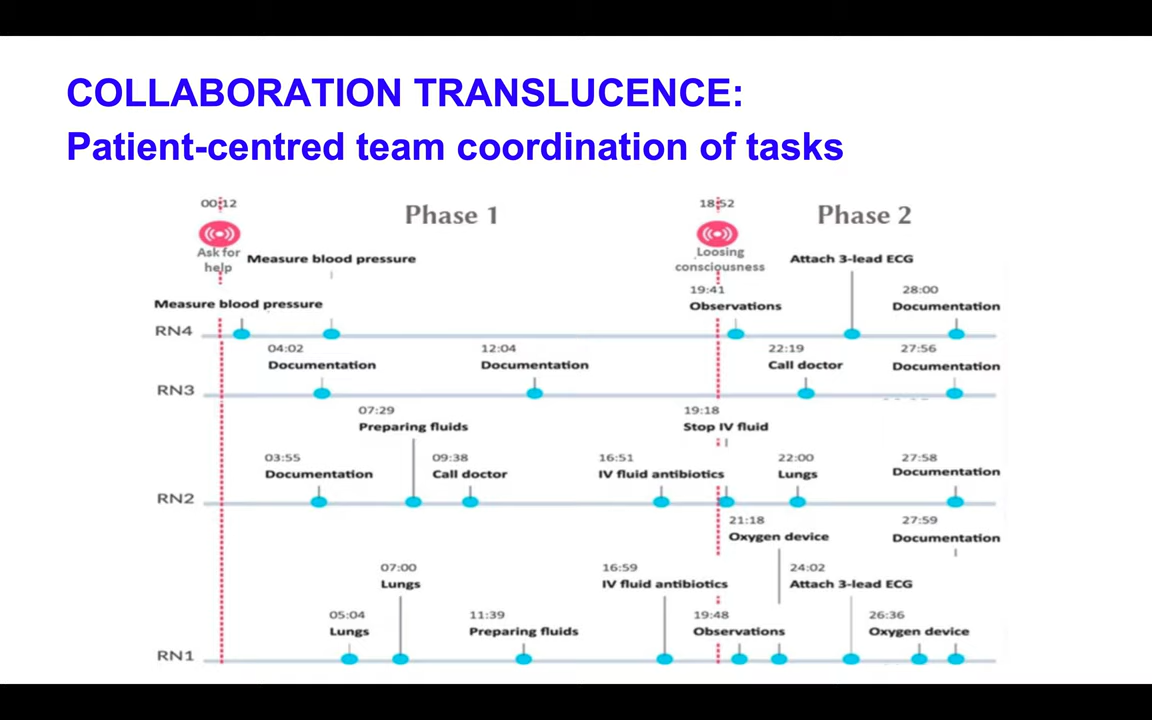 COLLABORATION TRANSLUCENCE:
Patient-centred team coordination of tasks
00:12
18:52
Phase 1
Phase 2
Ask for
help
Measure blood pressure
Loosing
consciousness
Attach 3-lead ECG
Measure blood pressure
19:41
Observations
28:00
Documentation
RN4
04:02
Documentation
12:04
Documentation
22:19
Call doctor
27:56
Documentation
RN3
07:29
Preparing fluids
19:18
Stop IV fluid
03:55
Documentation
09:38
Call doctor
16:51
IV fluid antibiotics
22:00
Lungs
27:58
Documentation
RN2
21:18
Oxygen device
27:59
Documentation
07:00
Lungs
16:59
IV fluid antibiotics
24:02
Attach 3-lead ECG
05:04
Lungs
11:39
Preparing fluids
19:48
Observations
26:36
Oxygen device
RN1